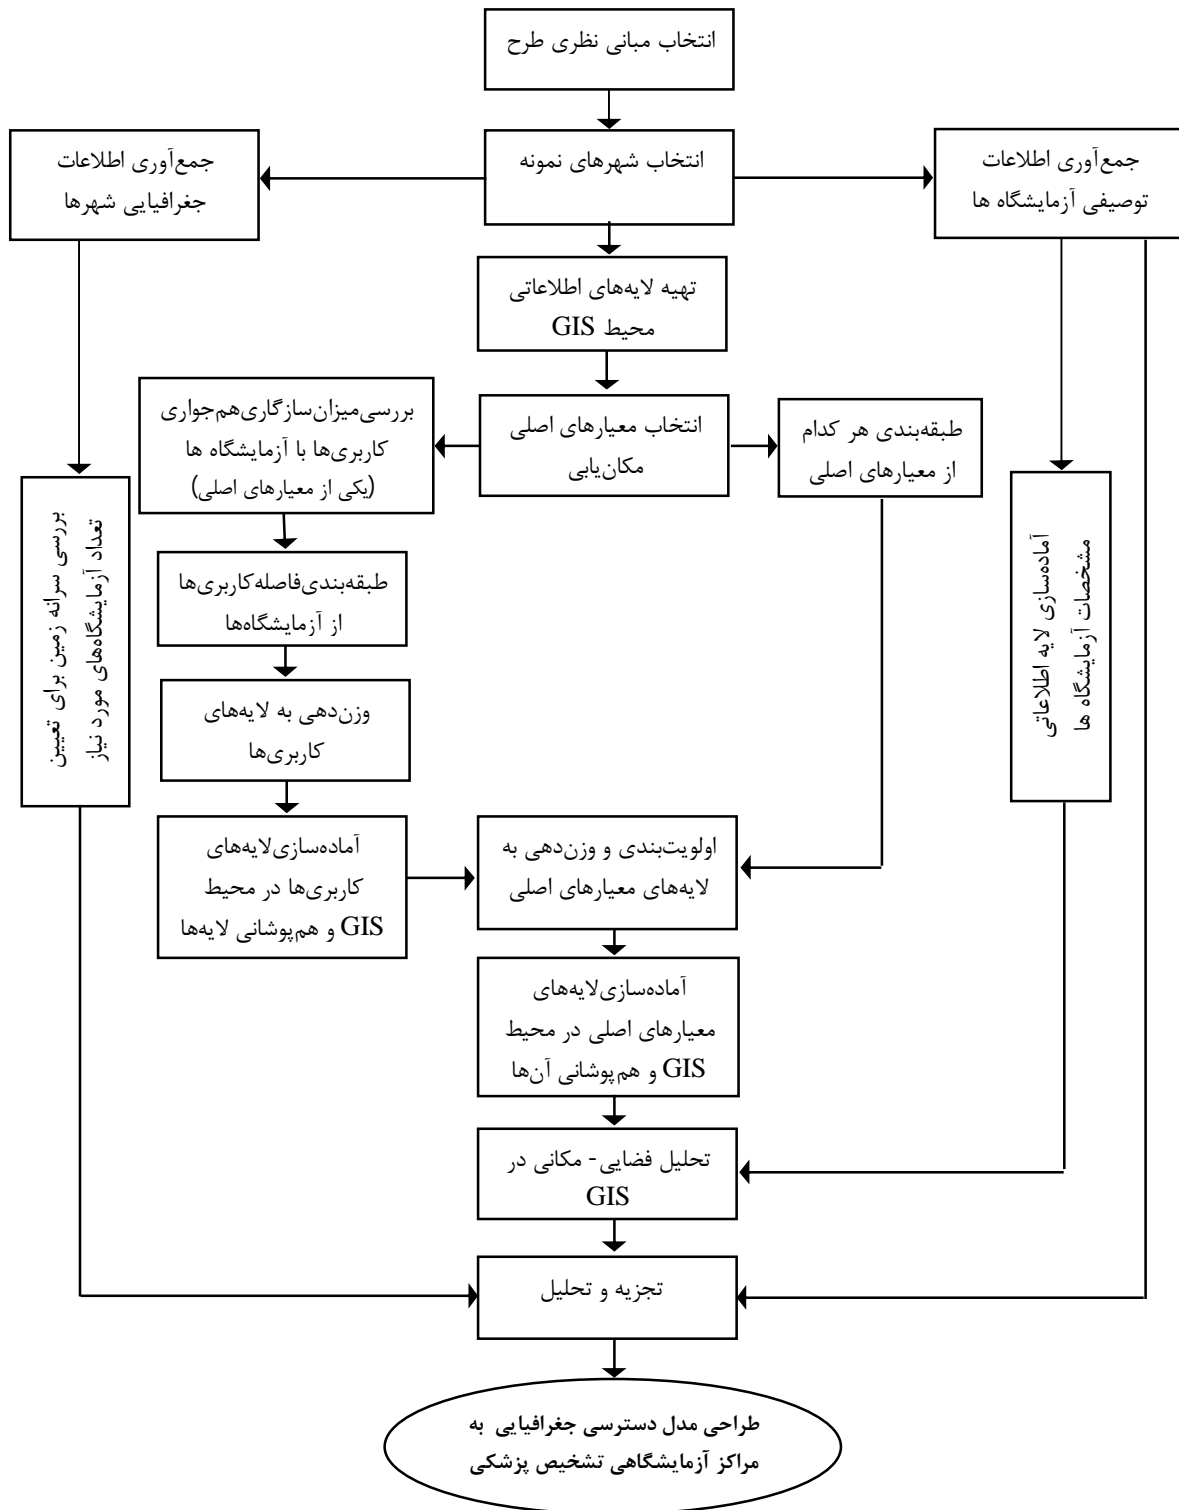 انتخاب مبانی نظری طرح
جمع‌آوری اطلاعات
توصیفی آزمایشگاه ها
انتخاب شهرهای نمونه
جمع‌آوری اطلاعات
جغرافیایی شهرها
تهیه لایه‌های اطلاعاتی
محیط GIS
طبقه‌بندی هر کدام
از معیارهای اصلی
انتخاب معیارهای اصلی
مکان‌یابی
بررسی‌میزان‌سازگاری‌هم‌جواری
کاربری‌ها با آزمایشگاه ها
(یکی از معیارهای اصلی)
آماده‌سازی لایه اطلاعاتی
مشخصات آزمایشگاه ها
بررسی سرانه زمین برای تعیین
تعداد آزمایشگاه‌های مورد نیاز
طبقه‌بندی‌فاصله‌کاربری‌ها
از آزمایشگاه‌ها
وزن‌دهی به لایه‌های
کاربری‌ها
آماده‌سازی‌لایه‌های
کاربری‌ها در محیط
GIS و هم‌پوشانی لایه‌ها
اولویت‌بندی و وزن‌دهی به
لایه‌های معیارهای اصلی
آماده‌سازی‌لایه‌های
معیارهای اصلی در محیط
GIS و هم‌پوشانی آن‌ها
تحلیل فضایی- مکانی در
GIS
تجزیه و تحلیل
طراحی مدل دسترسی جغرافیایی به
مراکز آزمایشگاهی تشخیص پزشکی